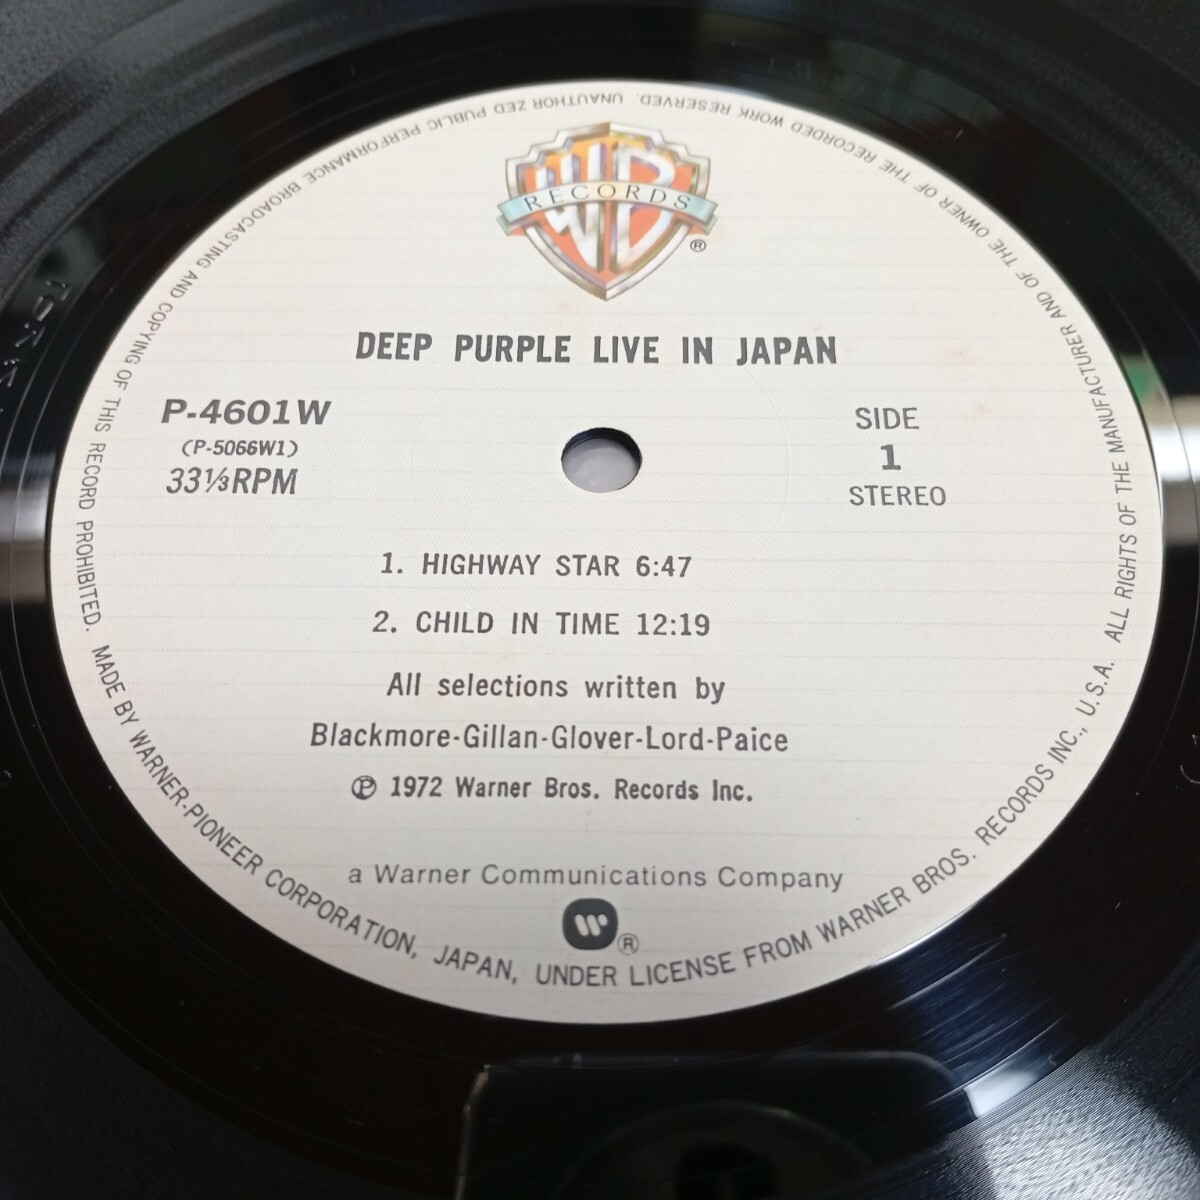 WB
RECORDS
®
DEEP PURPLE LIVE IN JAPAN
P-4601W
(P-5066W1)
33⅓RPM
SIDE
1
STEREO
1. HIGHWAY STAR 6:47
2. CHILD IN TIME 12:19
All selections written by
Blackmore-Gillan-Glover-Lord-Paice
Ⓟ 1972 Warner Bros. Records Inc.
a Warner Communications Company
®
MADE BY WARNER-PIONEER CORPORATION, JAPAN, UNDER LICENSE FROM WARNER BROS. RECORDS INC., U.S.A. ALL RIGHTS OF THE MANUFACTURER AND OF THE OWNER OF THE RECORDED WORK RESERVED. UNAUTHOR ZED PUBLIC PERFORMANCE BROADCASTING AND COPYING OF THIS RECORD PROHIBITED.